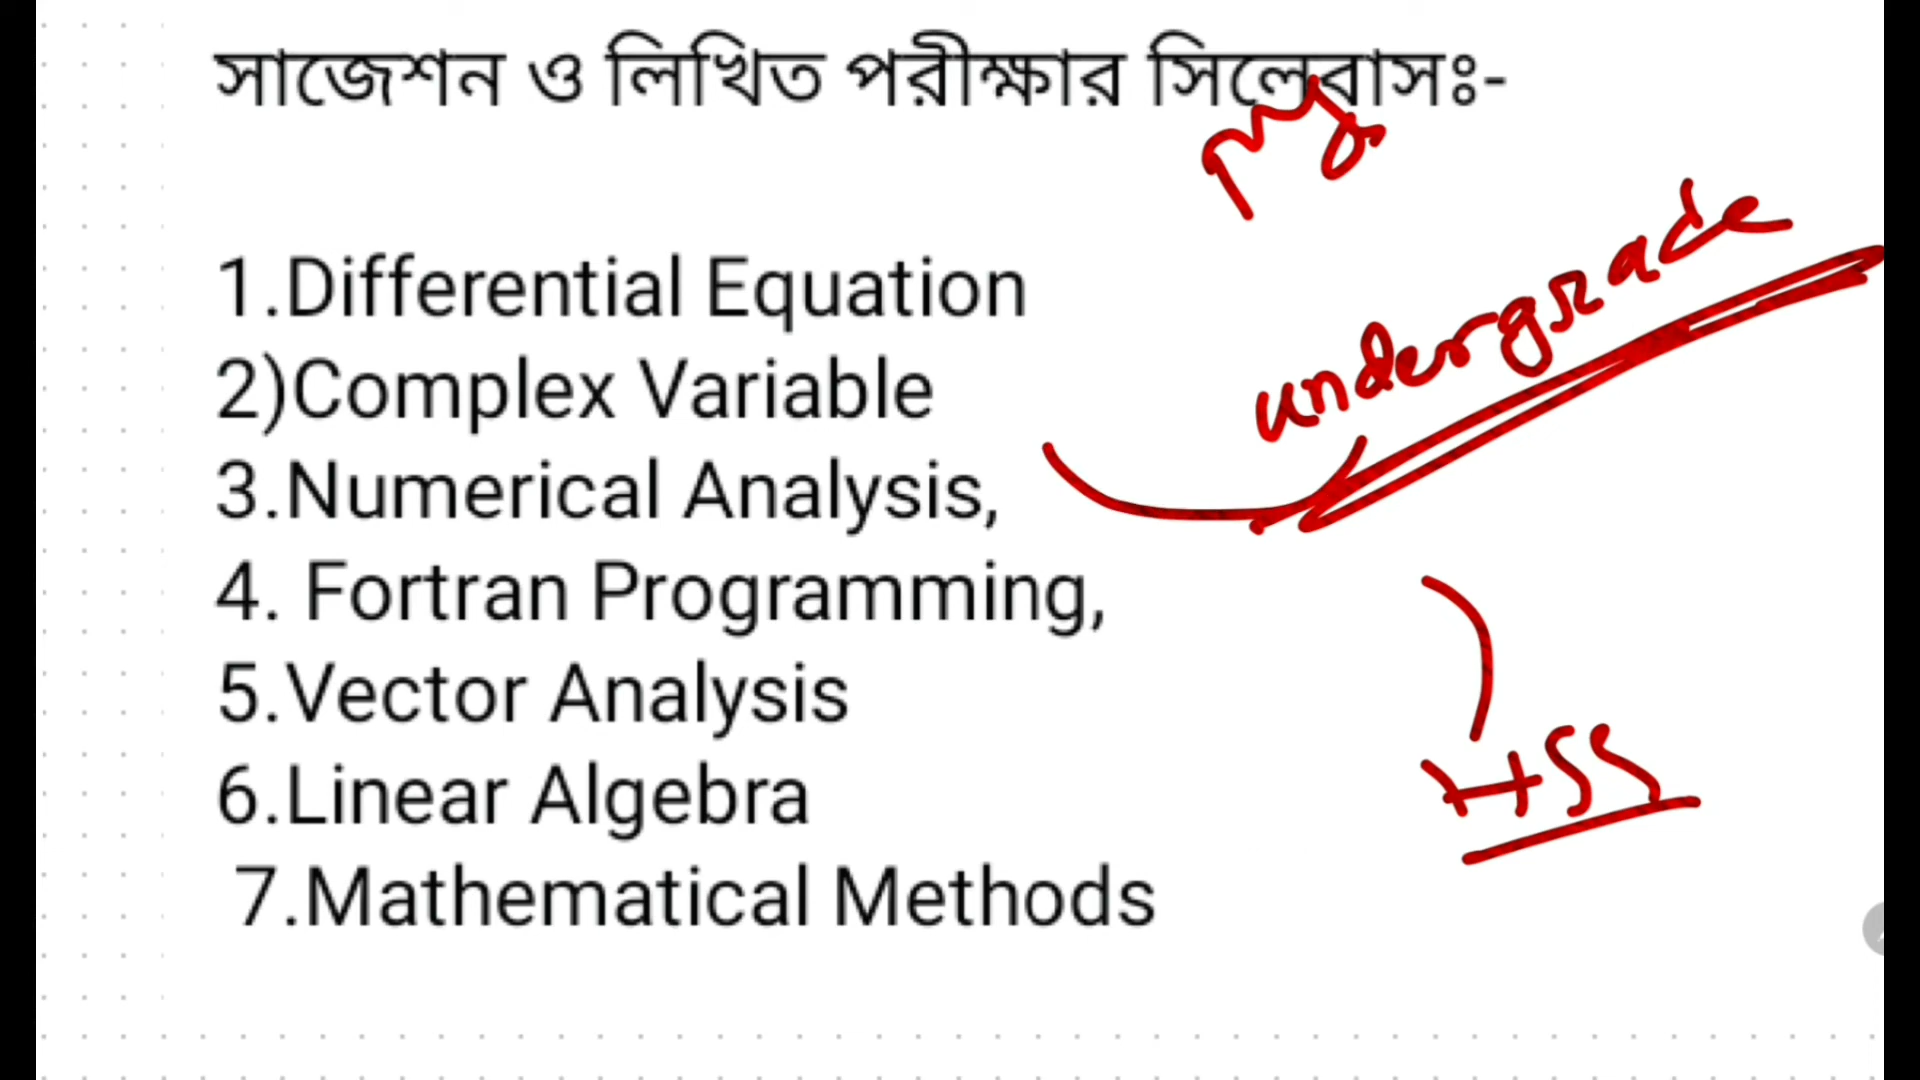 সাজেশন ও লিখিত পরীক্ষার সিলেবাসঃ-
undergrade
1.Differential Equation
2)Complex Variable
3.Numerical Analysis,
4. Fortran Programming,
5.Vector Analysis
6.Linear Algebra
7.Mathematical Methods